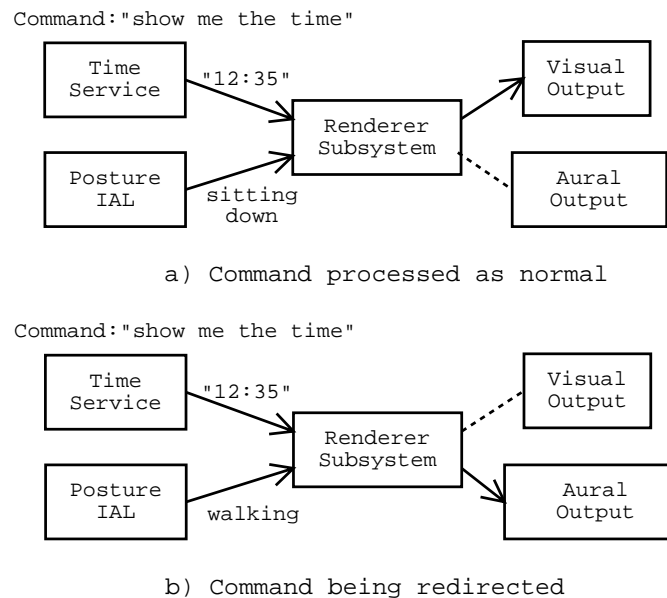 Command:"show me the time"
Time
Service
"12:35"
Visual
Output
Renderer
Subsystem
Posture
IAL
sitting
down
Aural
Output
a) Command processed as normal
Command:"show me the time"
Time
Service
"12:35"
Visual
Output
Renderer
Subsystem
Posture
IAL
walking
Aural
Output
b) Command being redirected